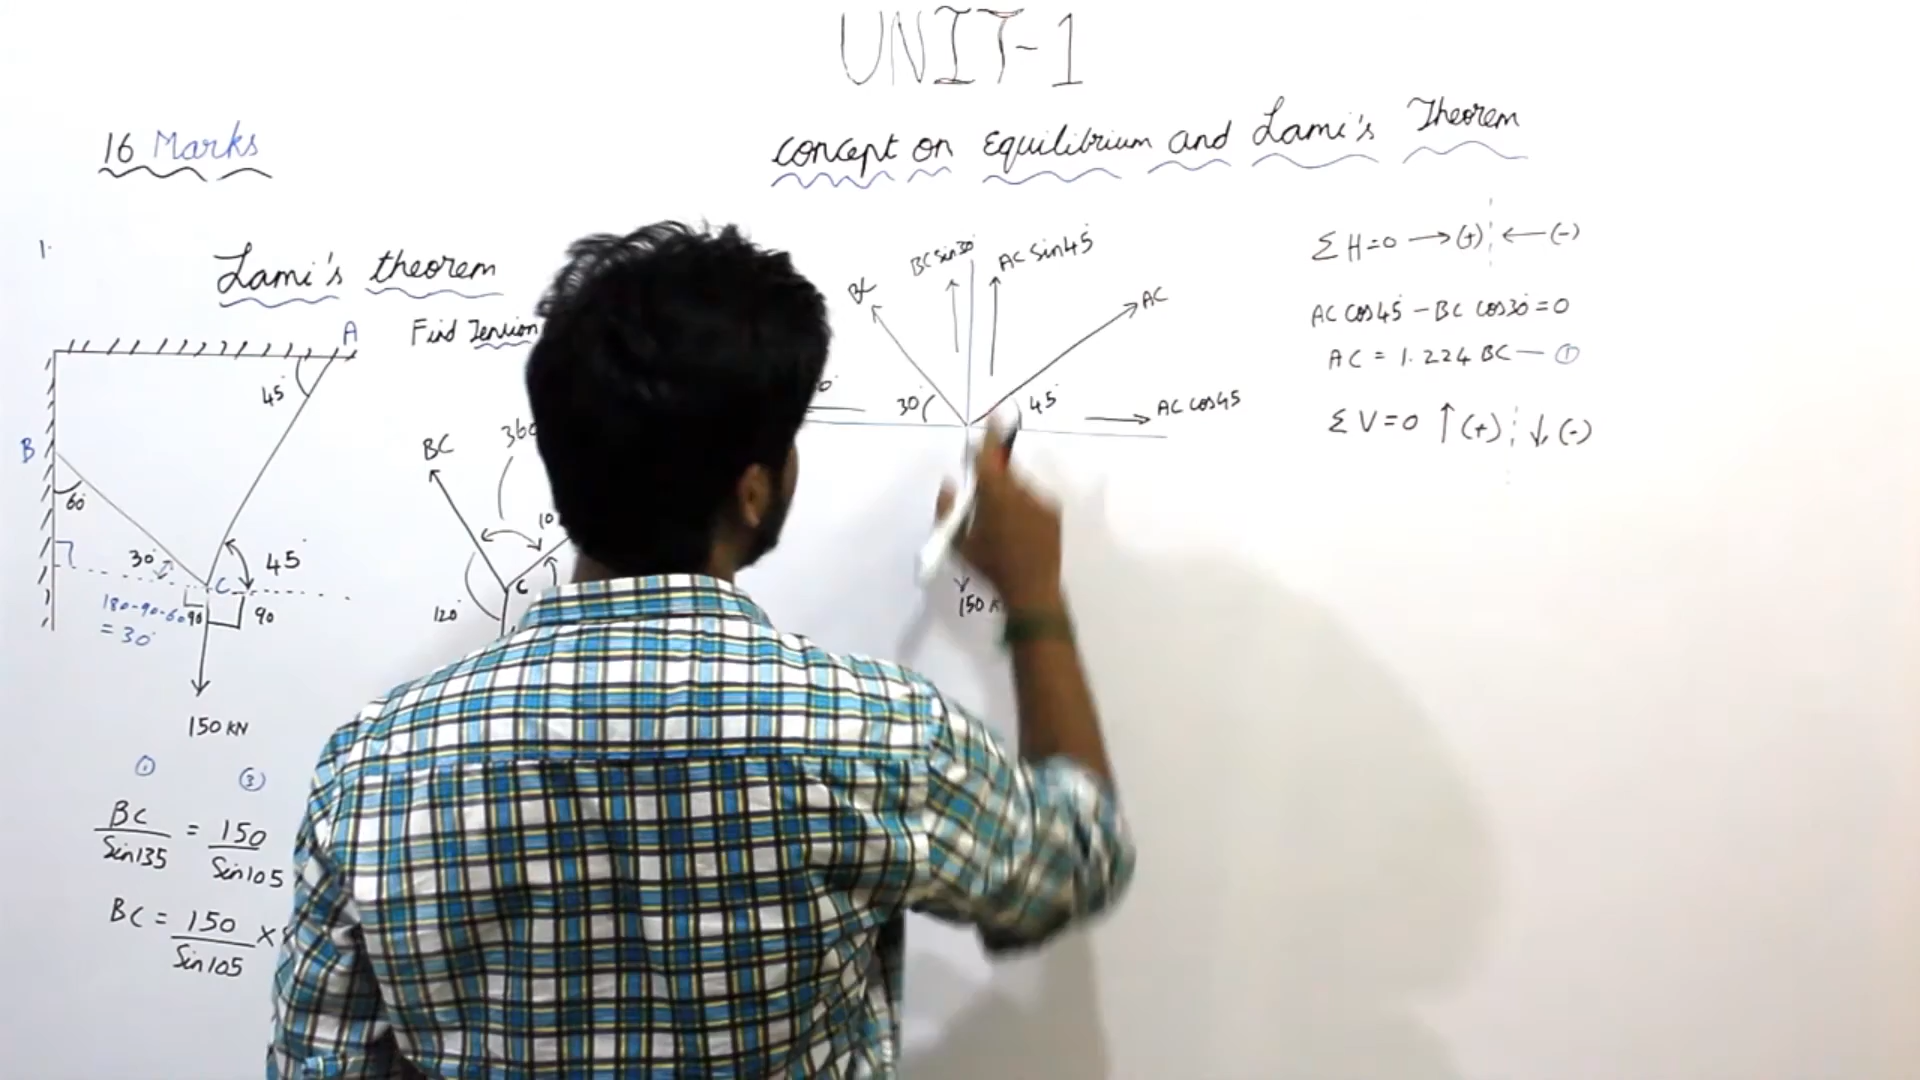 UNIT-1
16 Marks
concept on Equilibrium and Lami's Theorem
1.
Lami's theorem
Find Tension
A
45°
B
60°
30°
C
45°
180-90-60
= 30°
90
90
150 KN
BC
360
10
C
120°
① ③
BC/Sin135 = 150/Sin105
BC = 150/Sin105 ×
BC
BC Sin30°
AC Sin45°
AC
30°
45°
AC cos45
150 K
Σ H=0 →(+) ¦ ←(-)
AC cos45° - BC cos30°=0
AC = 1.224 BC — ①
Σ V=0 ↑(+) ¦ ↓(-)